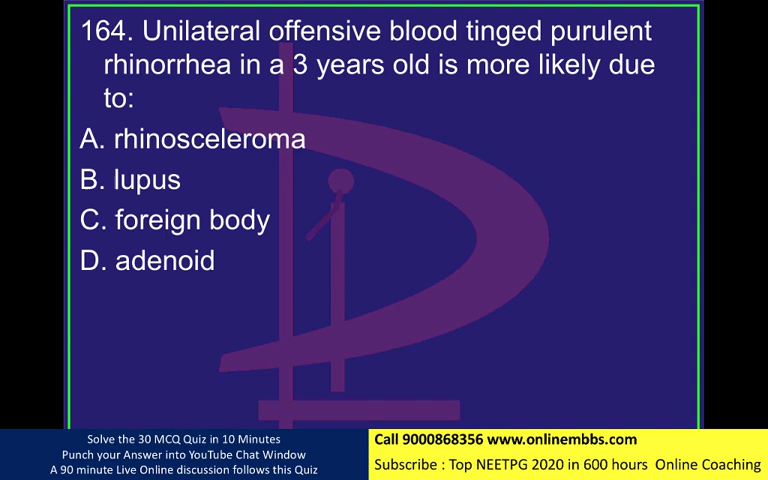 164. Unilateral offensive blood tinged purulent
rhinorrhea in a 3 years old is more likely due
to:
A. rhinosceleroma
B. lupus
C. foreign body
D. adenoid
Solve the 30 MCQ Quiz in 10 Minutes
Punch your Answer into YouTube Chat Window
A 90 minute Live Online discussion follows this Quiz
Call 9000868356 www.onlinembbs.com
Subscribe : Top NEETPG 2020 in 600 hours Online Coaching